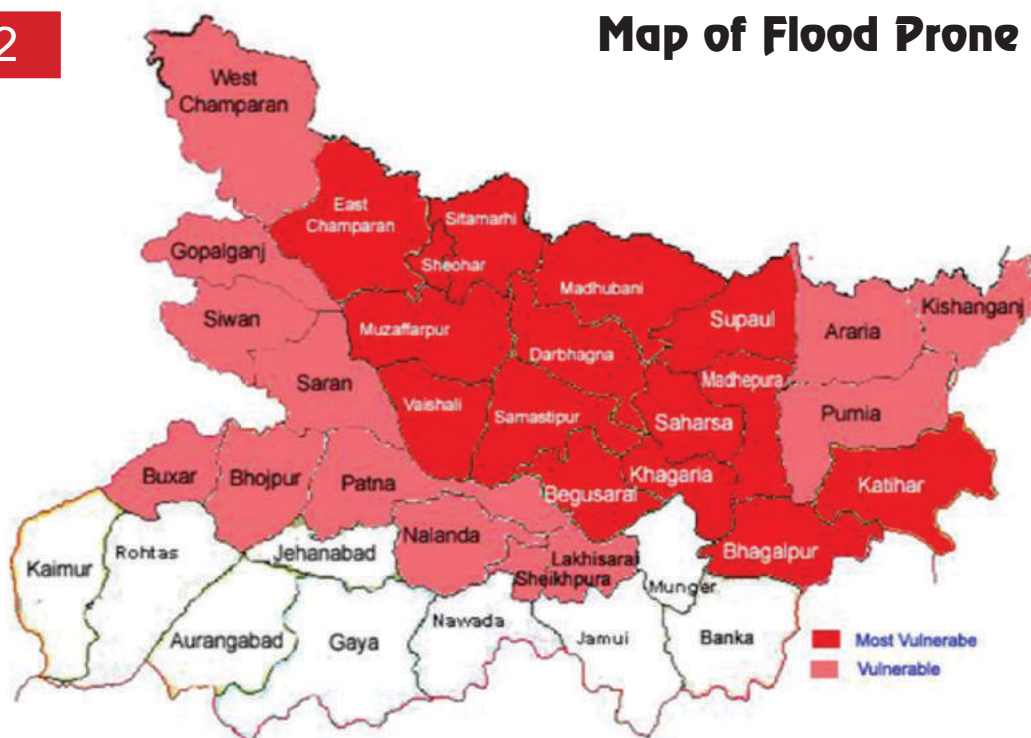 2
Map of Flood Prone
West
Champaran
East
Champaran
Sitamarhi
Gopalganj
Sheohar
Madhubani
Kishanganj
Siwan
Muzaffarpur
Supaul
Araria
Darbhagna
Saran
Madhepura
Vaishali
Samastipur
Saharsa
Purnia
Buxar
Bhojpur
Patna
Khagaria
Begusarai
Katihar
Nalanda
Jehanabad
Rohtas
Kaimur
Lakhisarai
Bhagalpur
Sheikhpura
Munger
Nawada
Aurangabad
Gaya
Jamui
Banka
Most Vulnerabe
Vulnerable